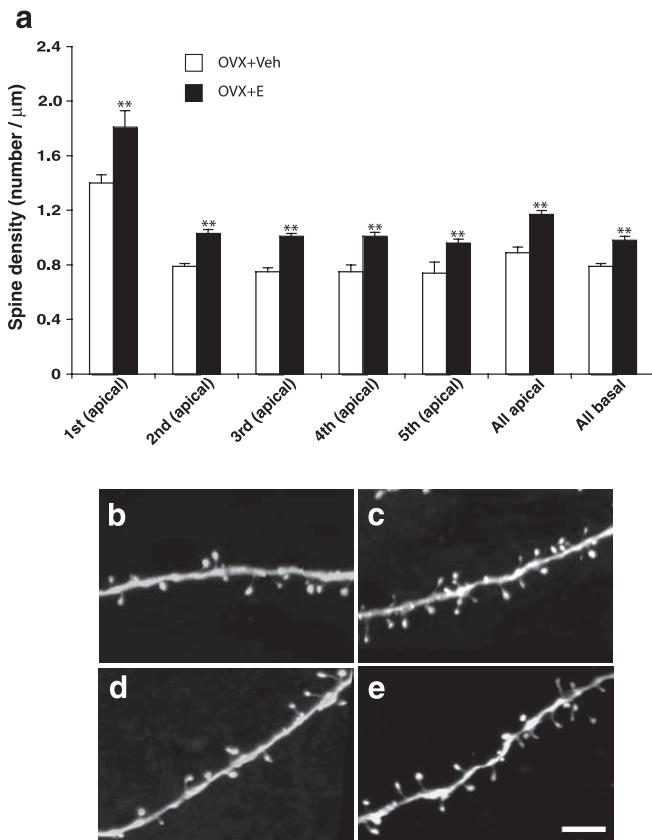 a
2.4
2.0
1.6
1.2
0.8
0.4
0
Spine density (number / μm)
OVX+Veh
OVX+E
**
**
**
**
**
**
**
1st (apical)
2nd (apical)
3rd (apical)
4th (apical)
5th (apical)
All apical
All basal
b
c
d
e